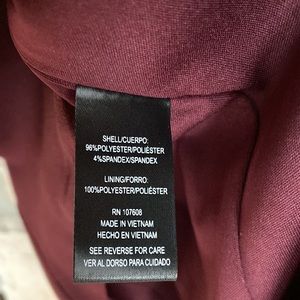 SHELL/CUERPO:
96%POLYESTER/POLIÉSTER
4%SPANDEX/SPANDEX
LINING/FORRO:
100%POLYESTER/POLIÉSTER
RN 107608
MADE IN VIETNAM
HECHO EN VIETNAM
SEE REVERSE FOR CARE
VER AL DORSO PARA CUIDADO